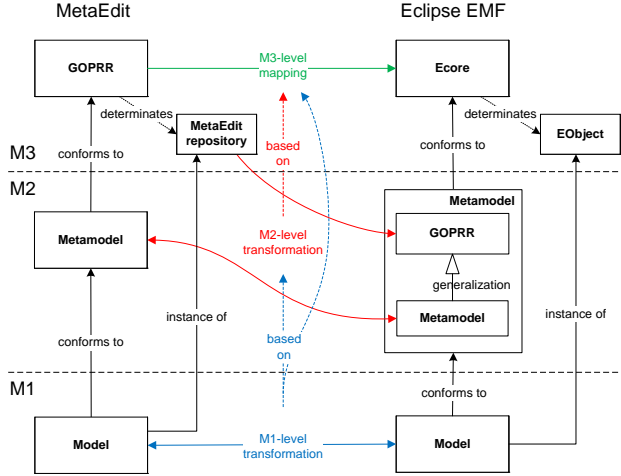 MetaEdit
Eclipse EMF
GOPRR
M3-level
mapping
Ecore
determinates
determinates
MetaEdit
repository
EObject
conforms to
based
on
conforms to
M3
M2
Metamodel
Metamodel
GOPRR
M2-level
transformation
generalization
Metamodel
instance of
instance of
based
on
conforms to
M1
conforms to
Model
M1-level
transformation
Model